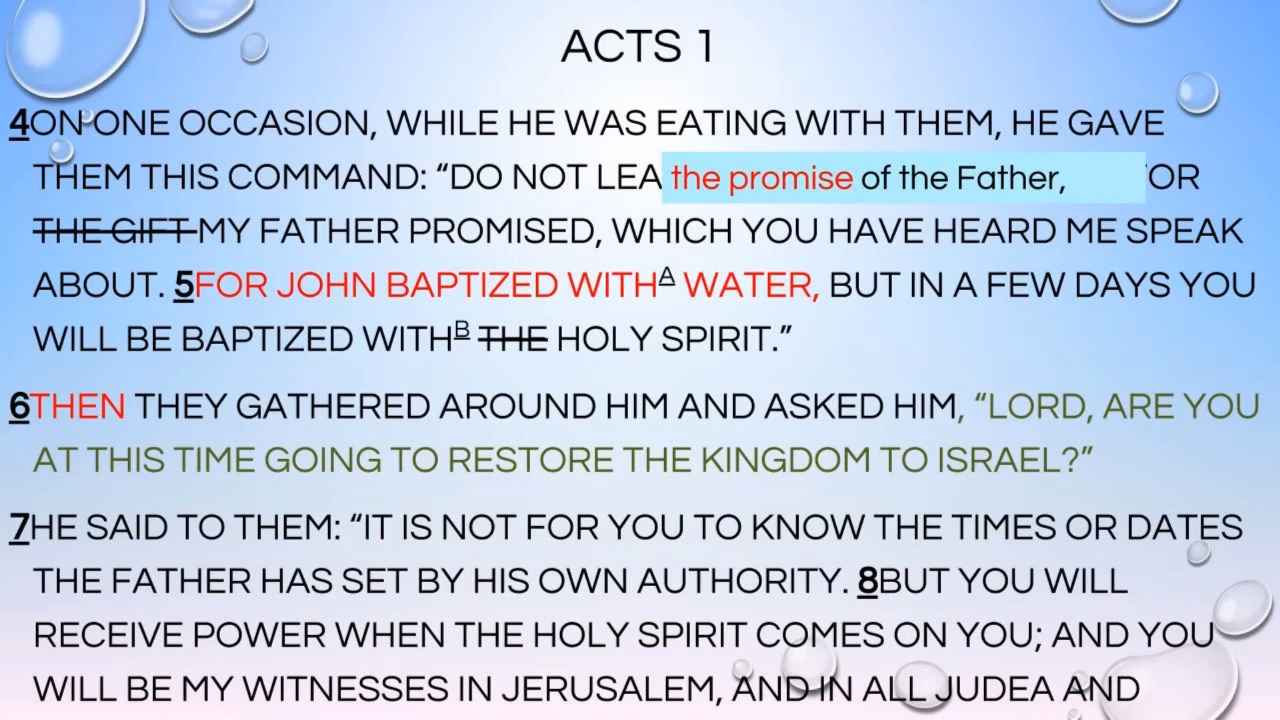 ACTS 1
4ON ONE OCCASION, WHILE HE WAS EATING WITH THEM, HE GAVE
THEM THIS COMMAND: “DO NOT LEA the promise of the Father, OR
THE GIFT MY FATHER PROMISED, WHICH YOU HAVE HEARD ME SPEAK
ABOUT. 5FOR JOHN BAPTIZED WITHA WATER, BUT IN A FEW DAYS YOU
WILL BE BAPTIZED WITHB THE HOLY SPIRIT.”
6THEN THEY GATHERED AROUND HIM AND ASKED HIM, “LORD, ARE YOU
AT THIS TIME GOING TO RESTORE THE KINGDOM TO ISRAEL?”
7HE SAID TO THEM: “IT IS NOT FOR YOU TO KNOW THE TIMES OR DATES
THE FATHER HAS SET BY HIS OWN AUTHORITY. 8BUT YOU WILL
RECEIVE POWER WHEN THE HOLY SPIRIT COMES ON YOU; AND YOU
WILL BE MY WITNESSES IN JERUSALEM, AND IN ALL JUDEA AND